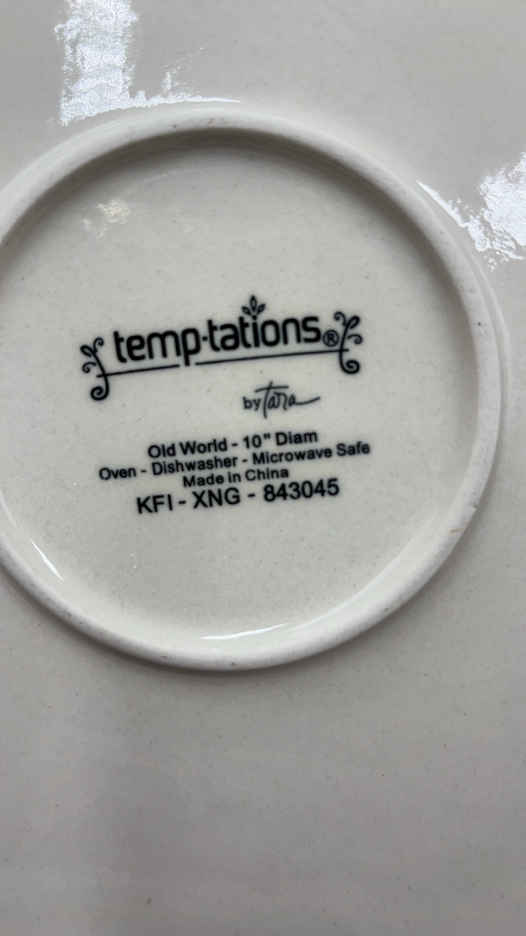 temp-tations®
by tara
Old World - 10" Diam
Oven - Dishwasher - Microwave Safe
Made in China
KFI - XNG - 843045